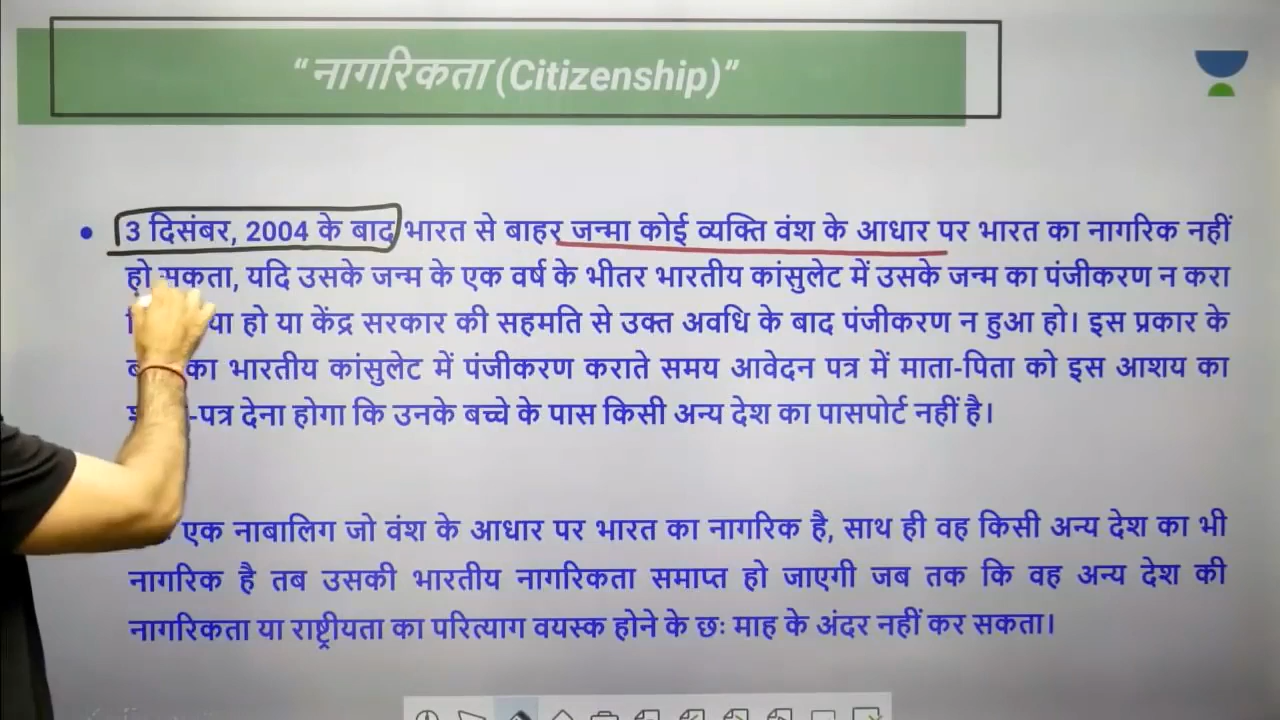 “नागरिकता (Citizenship)”
3 दिसंबर, 2004 के बाद भारत से बाहर जन्मा कोई व्यक्ति वंश के आधार पर भारत का नागरिक नहीं
हो सकता, यदि उसके जन्म के एक वर्ष के भीतर भारतीय कांसुलेट में उसके जन्म का पंजीकरण न करा
हो या केंद्र सरकार की सहमति से उक्त अवधि के बाद पंजीकरण न हुआ हो। इस प्रकार के
का भारतीय कांसुलेट में पंजीकरण कराते समय आवेदन पत्र में माता-पिता को इस आशय का
-पत्र देना होगा कि उनके बच्चे के पास किसी अन्य देश का पासपोर्ट नहीं है।
एक नाबालिग जो वंश के आधार पर भारत का नागरिक है, साथ ही वह किसी अन्य देश का भी
नागरिक है तब उसकी भारतीय नागरिकता समाप्त हो जाएगी जब तक कि वह अन्य देश की
नागरिकता या राष्ट्रीयता का परित्याग वयस्क होने के छः माह के अंदर नहीं कर सकता।